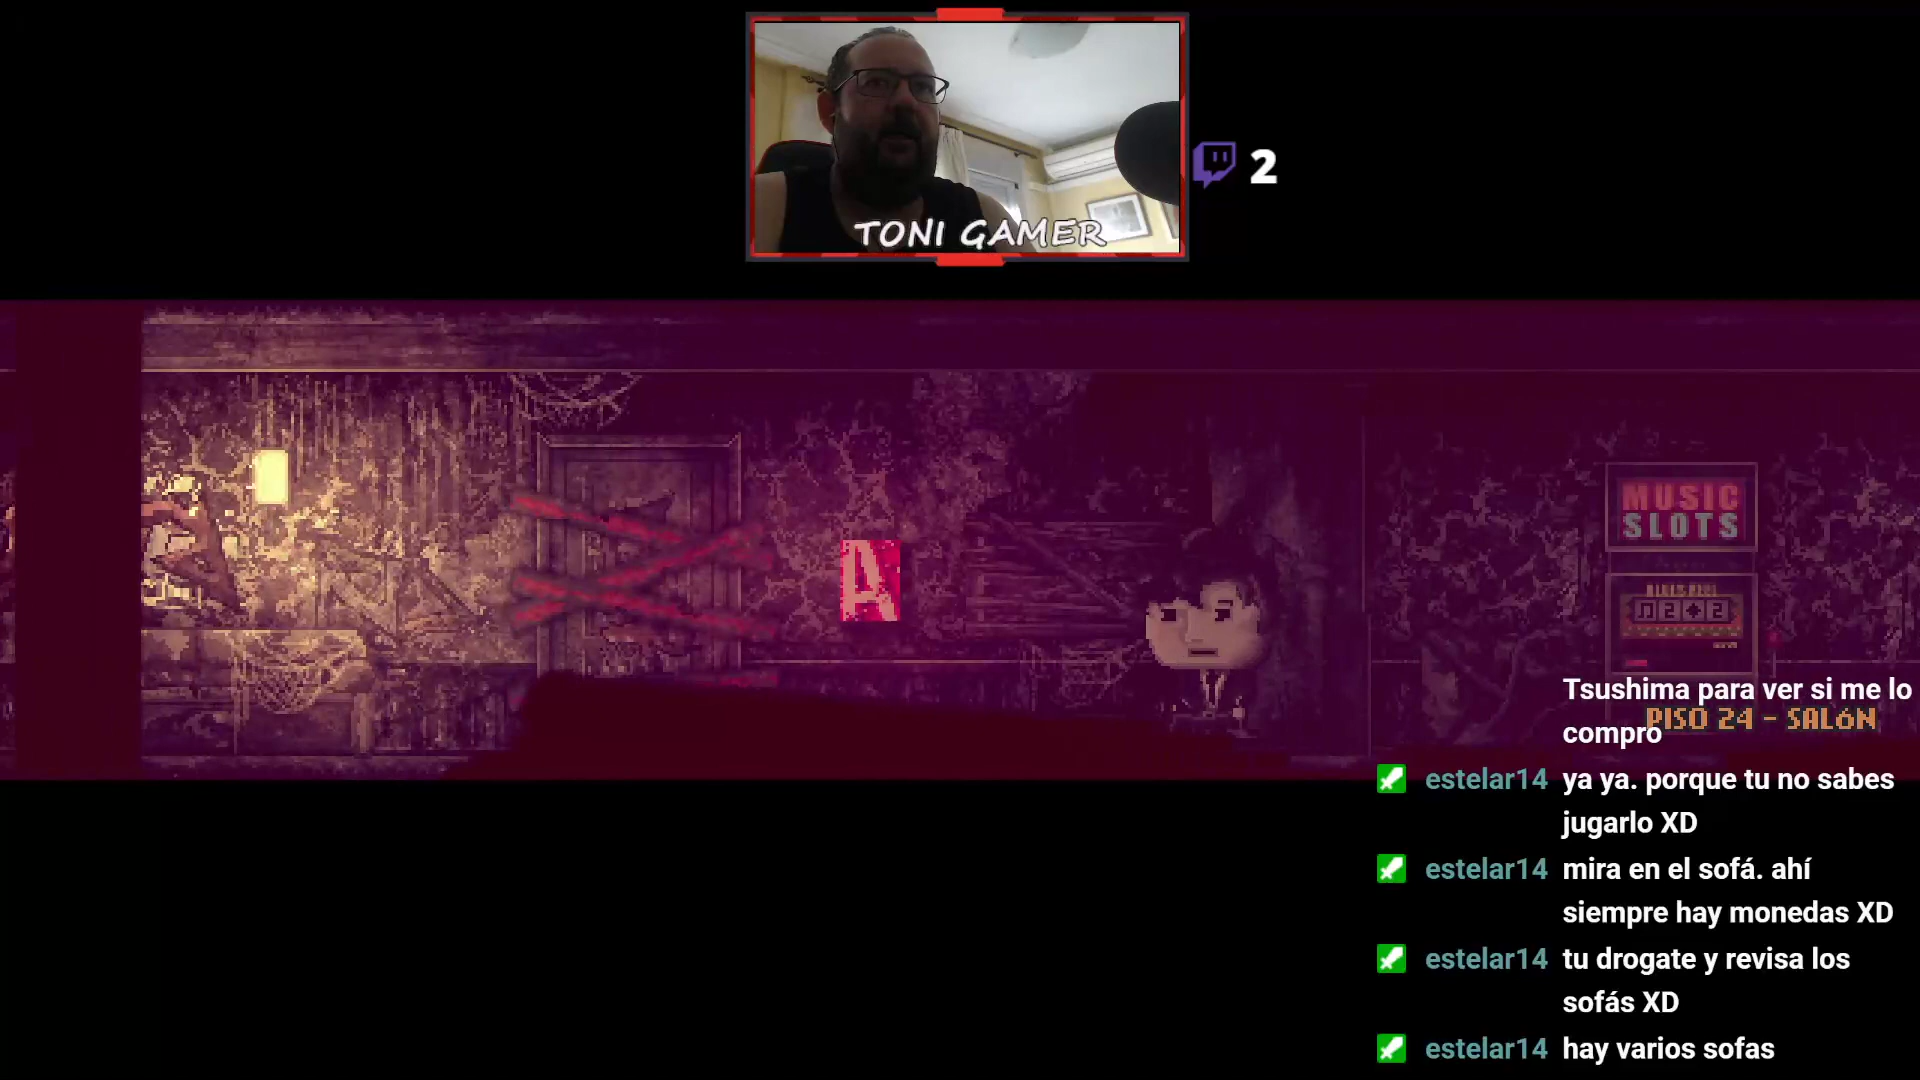 2
TONI GAMER
A
MUSIC
SLOTS
2 2
Tsushima para ver si me lo
compro
PISO 24 - SALÓN
estelar14 ya ya. porque tu no sabes
jugarlo XD
estelar14 mira en el sofá. ahí
siempre hay monedas XD
estelar14 tu drogate y revisa los
sofás XD
estelar14 hay varios sofas